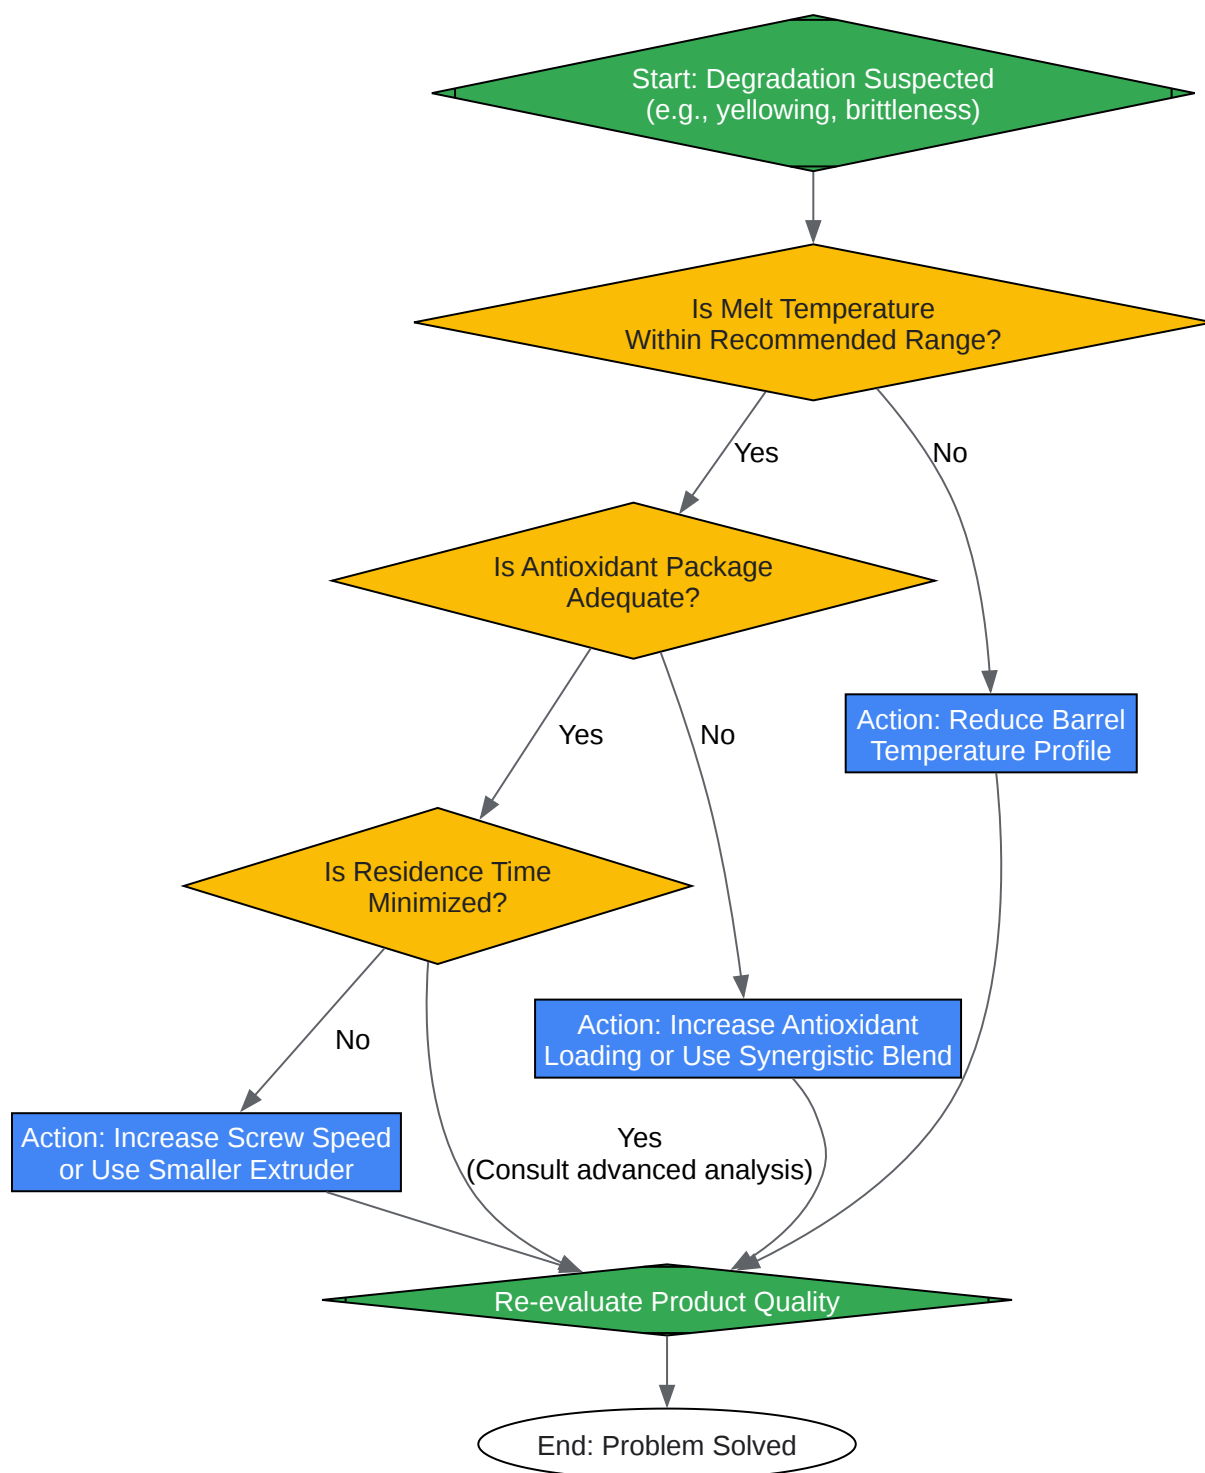 Start: Degradation Suspected
(e.g., yellowing, brittleness)
Is Melt Temperature
Within Recommended Range?
Yes
No
Is Antioxidant Package
Adequate?
Action: Reduce Barrel
Temperature Profile
Yes
No
Is Residence Time
Minimized?
Action: Increase Antioxidant
Loading or Use Synergistic Blend
No
Action: Increase Screw Speed
or Use Smaller Extruder
Yes
(Consult advanced analysis)
Re-evaluate Product Quality
End: Problem Solved